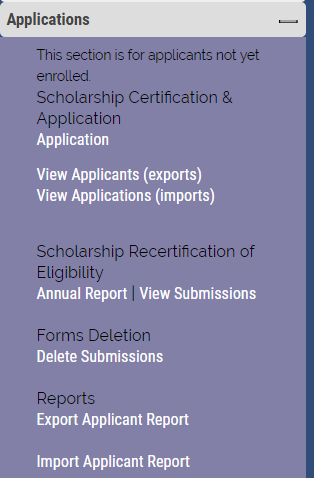 Applications
This section is for applicants not yet
enrolled.
Scholarship Certification &
Application
Application
View Applicants (exports)
View Applications (imports)
Scholarship Recertification of
Eligibility
Annual Report | View Submissions
Forms Deletion
Delete Submissions
Reports
Export Applicant Report
Import Applicant Report